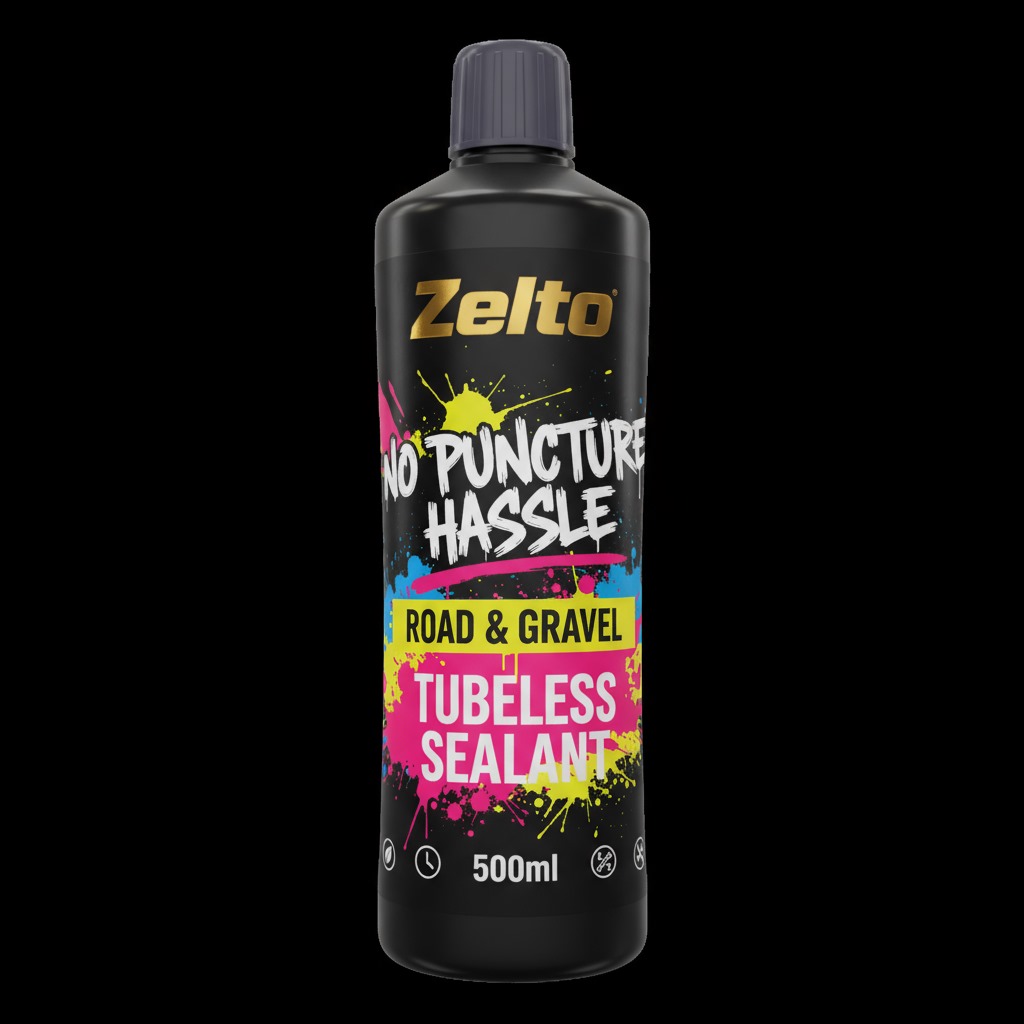 Zelto®
NO PUNCTURE
HASSLE
ROAD & GRAVEL
TUBELESS
SEALANT
500ml